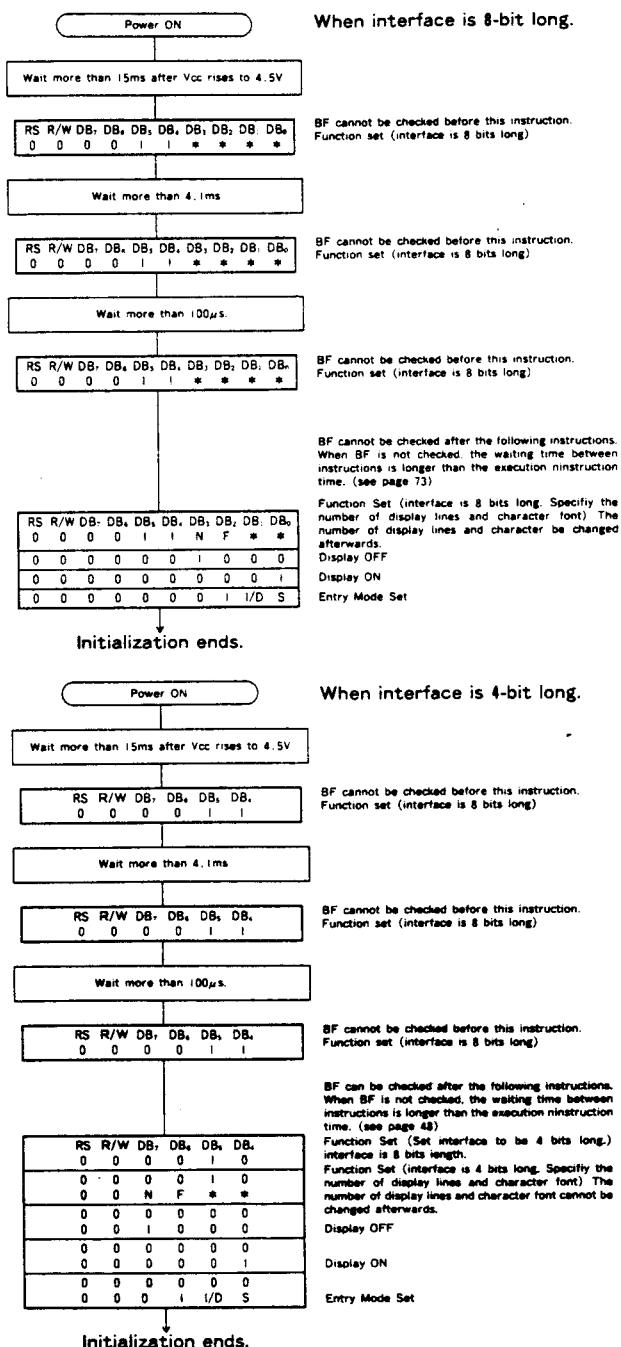 When interface is 8-bit long.
Power ON
Wait more than 15ms after Vcc rises to 4.5V
RS R/W DB₇ DB₆ DB₅ DB₄ DB₃ DB₂ DB₁ DB₀
0 0 0 0 1 1 * * * *
BF cannot be checked before this instruction.
Function set (interface is 8 bits long)
Wait more than 4.1ms
RS R/W DB₇ DB₆ DB₅ DB₄ DB₃ DB₂ DB₁ DB₀
0 0 0 0 1 1 * * * *
BF cannot be checked before this instruction.
Function set (interface is 8 bits long)
Wait more than 100μs.
RS R/W DB₇ DB₆ DB₅ DB₄ DB₃ DB₂ DB₁ DB₀
0 0 0 0 1 1 * * * *
BF cannot be checked before this instruction.
Function set (interface is 8 bits long)
BF cannot be checked after the following instructions.
When BF is not checked, the waiting time between
instructions is longer than the execution ninstruction
time. (see page 73)
Function Set (interface is 8 bits long. Specifiy the
number of display lines and character font) The
number of display lines and character be changed
afterwards.
RS R/W DB₇ DB₆ DB₅ DB₄ DB₃ DB₂ DB₁ DB₀
0 0 0 0 1 1 N F * *
0 0 0 0 0 0 1 0 0 0
Display OFF
0 0 0 0 0 0 0 0 0 1
Display ON
0 0 0 0 0 0 0 1 I/D S
Entry Mode Set
Initialization ends.
When interface is 4-bit long.
Power ON
Wait more than 15ms after Vcc rises to 4.5V
RS R/W DB₇ DB₆ DB₅ DB₄
0 0 0 0 1 1
BF cannot be checked before this instruction.
Function set (interface is 8 bits long)
Wait more than 4.1ms
RS R/W DB₇ DB₆ DB₅ DB₄
0 0 0 0 1 1
BF cannot be checked before this instruction.
Function set (interface is 8 bits long)
Wait more than 100μs.
RS R/W DB₇ DB₆ DB₅ DB₄
0 0 0 0 1 1
BF cannot be checked before this instruction.
Function set (interface is 8 bits long)
BF can be checked after the following instructions.
When BF is not checked, the waiting time between
instructions is longer than the execution ninstruction
time. (see page 48)
Function Set (Set interface to be 4 bits long.)
interface is 8 bits length.
Function Set (interface is 4 bits long. Specifiy the
number of display lines and character font) The
number of display lines and character font cannot be
changed afterwards.
RS R/W DB₇ DB₆ DB₅ DB₄
0 0 0 0 1 0
0 0 0 0 1 0
0 0 N F * *
0 0 0 0 0 0
0 0 1 0 0 0
Display OFF
0 0 0 0 0 0
0 0 0 0 0 1
Display ON
0 0 0 0 0 0
0 0 0 1 I/D S
Entry Mode Set
Initialization ends.